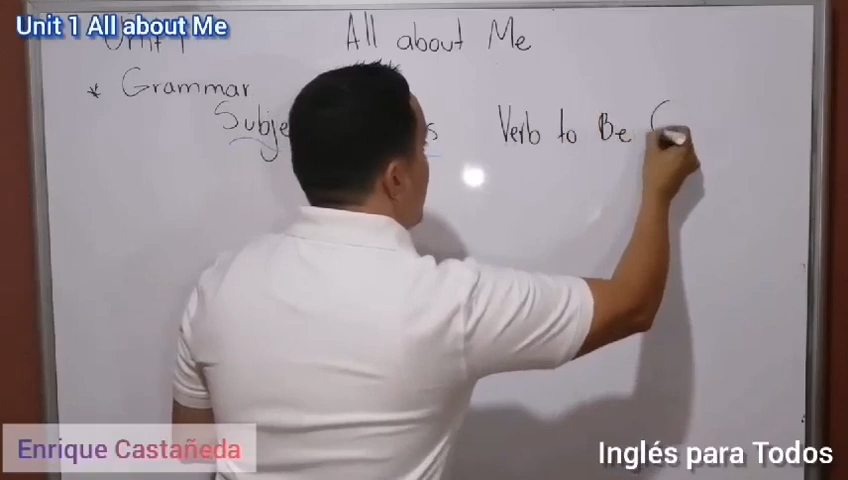 Unit 1 All about Me
All about Me
* Grammar
Verb to Be (
Enrique Castañeda
Inglés para Todos